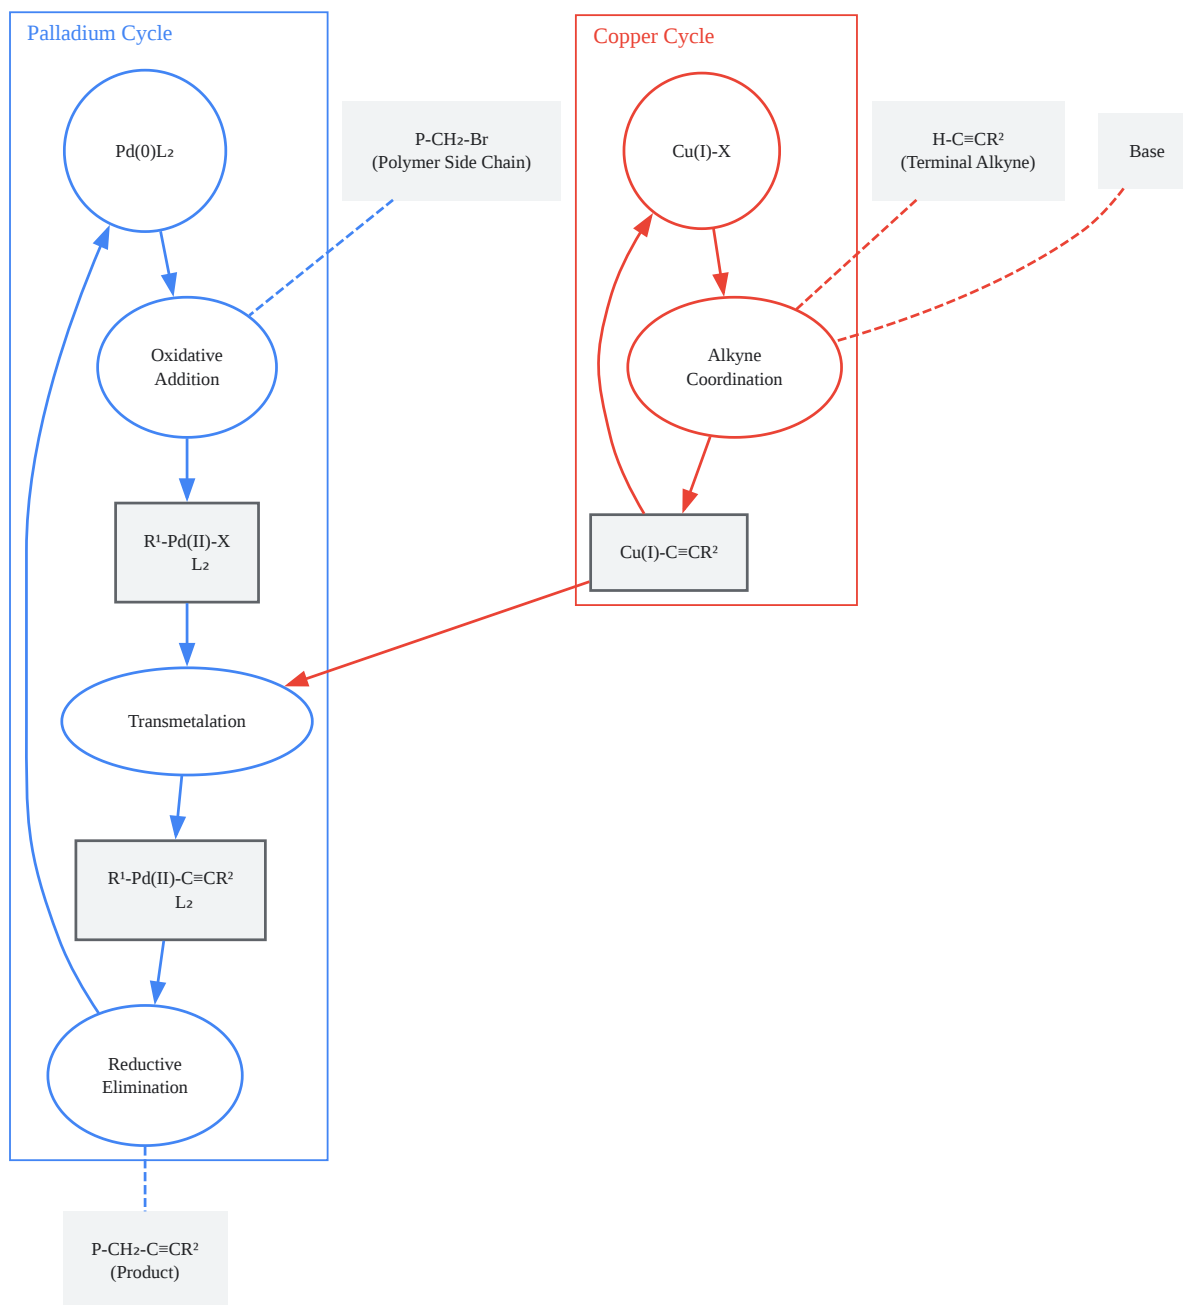 Palladium Cycle
Copper Cycle
Pd(0)L₂
P-CH₂-Br
(Polymer Side Chain)
Cu(I)-X
H-C≡CR²
(Terminal Alkyne)
Base
Oxidative
Addition
Alkyne
Coordination
R¹-Pd(II)-X
L₂
Cu(I)-C≡CR²
Transmetalation
R¹-Pd(II)-C≡CR²
L₂
Reductive
Elimination
P-CH₂-C≡CR²
(Product)